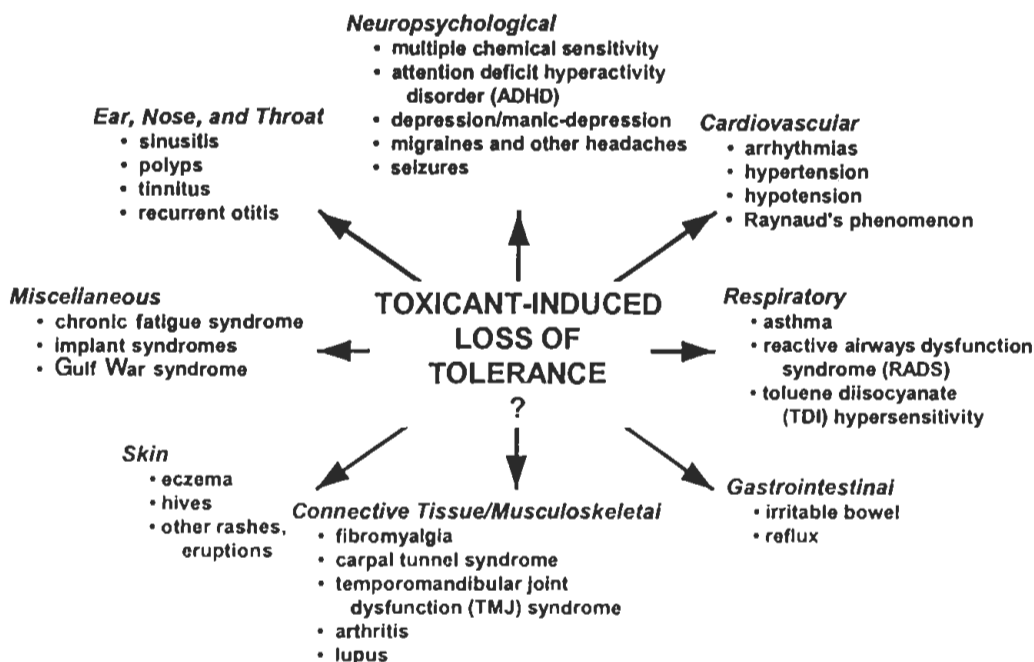 Neuropsychological
• multiple chemical sensitivity
• attention deficit hyperactivity
disorder (ADHD)
• depression/manic-depression
• migraines and other headaches
• seizures
Ear, Nose, and Throat
• sinusitis
• polyps
• tinnitus
• recurrent otitis
Cardiovascular
• arrhythmias
• hypertension
• hypotension
• Raynaud's phenomenon
Miscellaneous
• chronic fatigue syndrome
• implant syndromes
• Gulf War syndrome
TOXICANT-INDUCED
LOSS OF
TOLERANCE
?
Respiratory
• asthma
• reactive airways dysfunction
syndrome (RADS)
• toluene diisocyanate
(TDI) hypersensitivity
Skin
• eczema
• hives
• other rashes,
eruptions
Connective Tissue/Musculoskeletal
• fibromyalgia
• carpal tunnel syndrome
• temporomandibular joint
dysfunction (TMJ) syndrome
• arthritis
• lupus
Gastrointestinal
• irritable bowel
• reflux